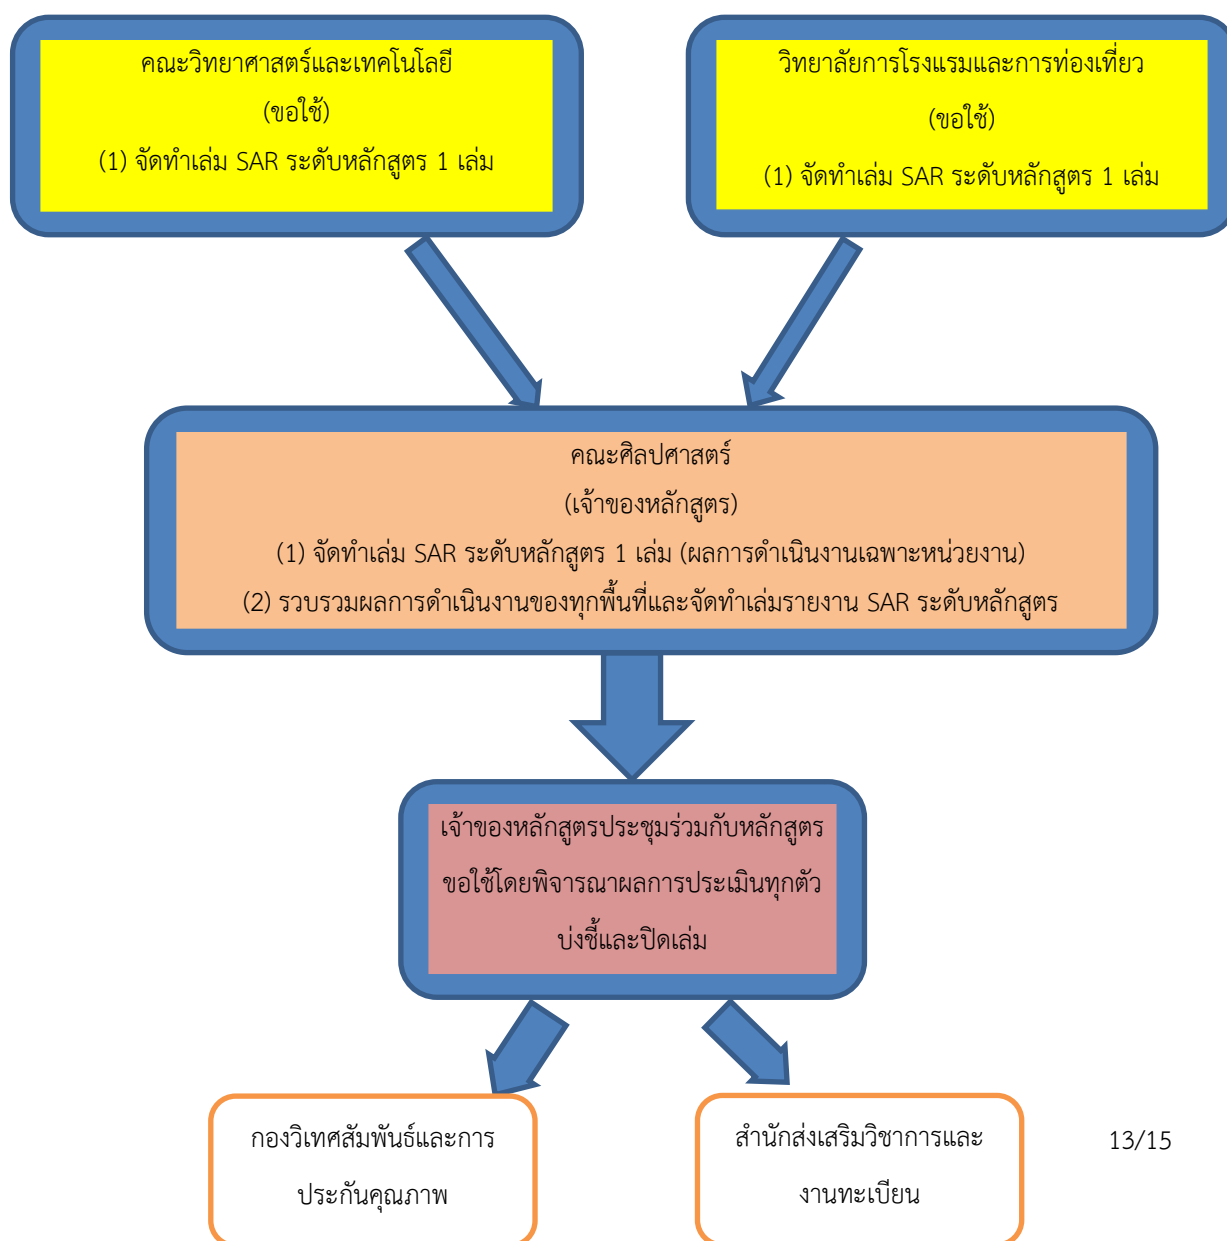 คณะวิทยาศาสตร์และเทคโนโลยี
(ขอใช้)
(1) จัดทำเล่ม SAR ระดับหลักสูตร 1 เล่ม
วิทยาลัยการโรงแรมและการท่องเที่ยว
(ขอใช้)
(1) จัดทำเล่ม SAR ระดับหลักสูตร 1 เล่ม
คณะศิลปศาสตร์
(เจ้าของหลักสูตร)
(1) จัดทำเล่ม SAR ระดับหลักสูตร 1 เล่ม (ผลการดำเนินงานเฉพาะหน่วยงาน)
(2) รวบรวมผลการดำเนินงานของทุกพื้นที่และจัดทำเล่มรายงาน SAR ระดับหลักสูตร
เจ้าของหลักสูตรประชุมร่วมกับหลักสูตร
ขอใช้โดยพิจารณาผลการประเมินทุกตัว
บ่งชี้และปิดเล่ม
กองวิเทศสัมพันธ์และการ
ประกันคุณภาพ
สำนักส่งเสริมวิชาการและ
งานทะเบียน
13/15